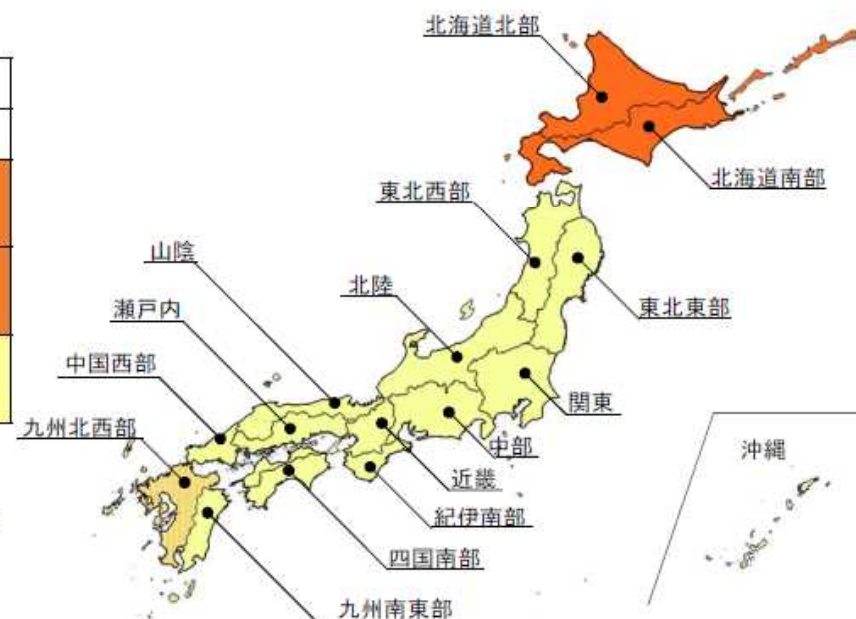 北海道北部
北海道南部
東北西部
山陰
北陸
東北東部
瀬戸内
中国西部
関東
九州北西部
中部
沖縄
近畿
紀伊南部
四国南部
九州南東部